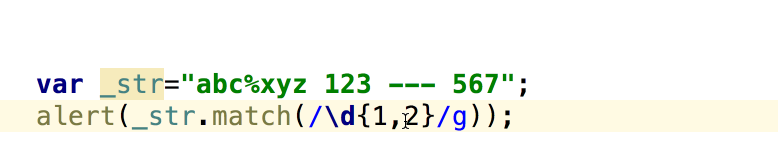 var _str="abc%xyz 123 --- 567";
alert(_str.match(/\d{1,2}/g));